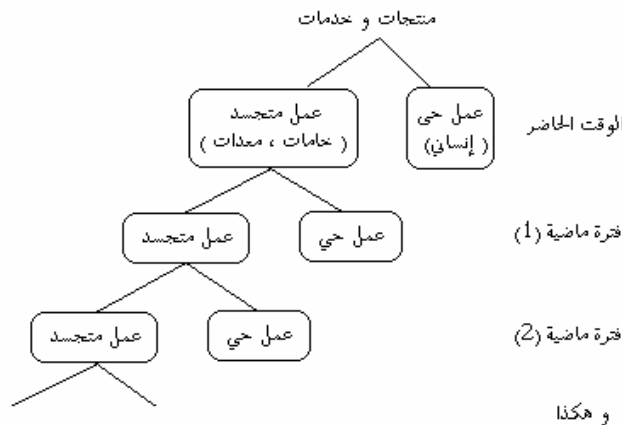 منتجات و خدمات
الوقت الحاضر
عمل حى
( إنساني)
عمل متجسد
( خامات ، معدات )
فترة ماضية (1)
عمل حي
عمل متجسد
فترة ماضية (2)
عمل حي
عمل متجسد
و هكذا